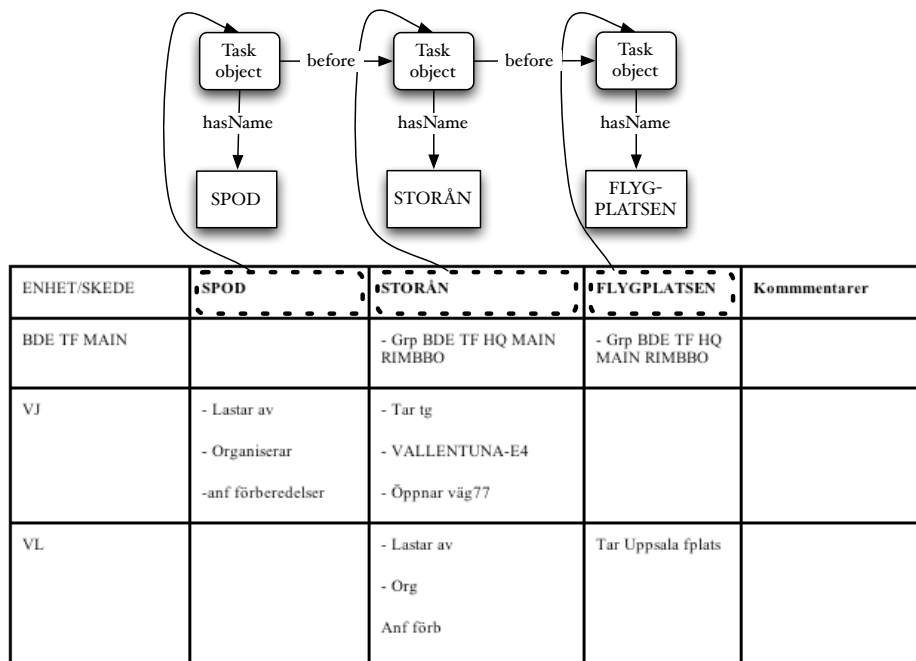 Task
object
before
Task
object
before
Task
object
hasName
hasName
hasName
SPOD
STORÅN
FLYG-
PLATSEN
ENHET/SKEDE
SPOD
STORÅN
FLYGPLATSEN
Kommmentarer
BDE TF MAIN
- Grp BDE TF HQ MAIN
RIMBBO
- Grp BDE TF HQ
MAIN RIMBBO
VJ
- Lastar av
- Organiserar
-anf förberedelser
- Tar tg
- VALLENTUNA-E4
- Öppnar väg77
VL
- Lastar av
- Org
Anf förb
Tar Uppsala fplats